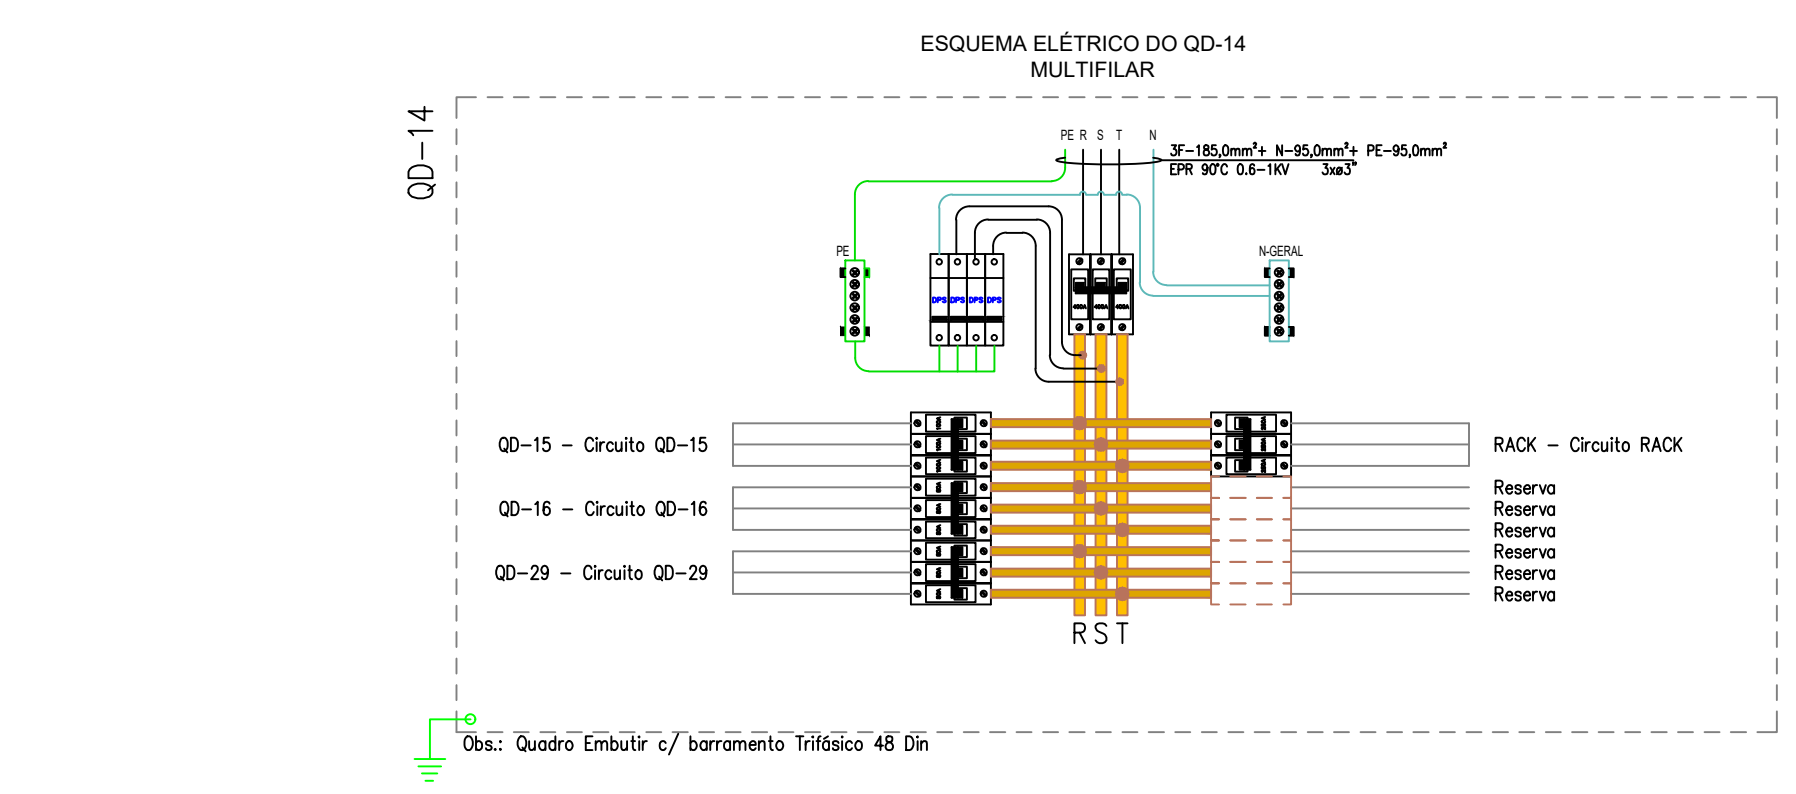 ESQUEMA ELÉTRICO DO QD-14
MULTIFILAR
QD-14
PE R S T N
3F-185,0mm²+ N-95,0mm²+ PE-95,0mm²
EPR 90°C 0.6-1KV 3xø3"
PE
N-GERAL
DPS DPS DPS DPS
400A 400A 400A
QD-15 - Circuito QD-15
RACK - Circuito RACK
QD-16 - Circuito QD-16
Reserva
Reserva
Reserva
QD-29 - Circuito QD-29
Reserva
Reserva
Reserva
R S T
Obs.: Quadro Embutir c/ barramento Trifásico 48 Din